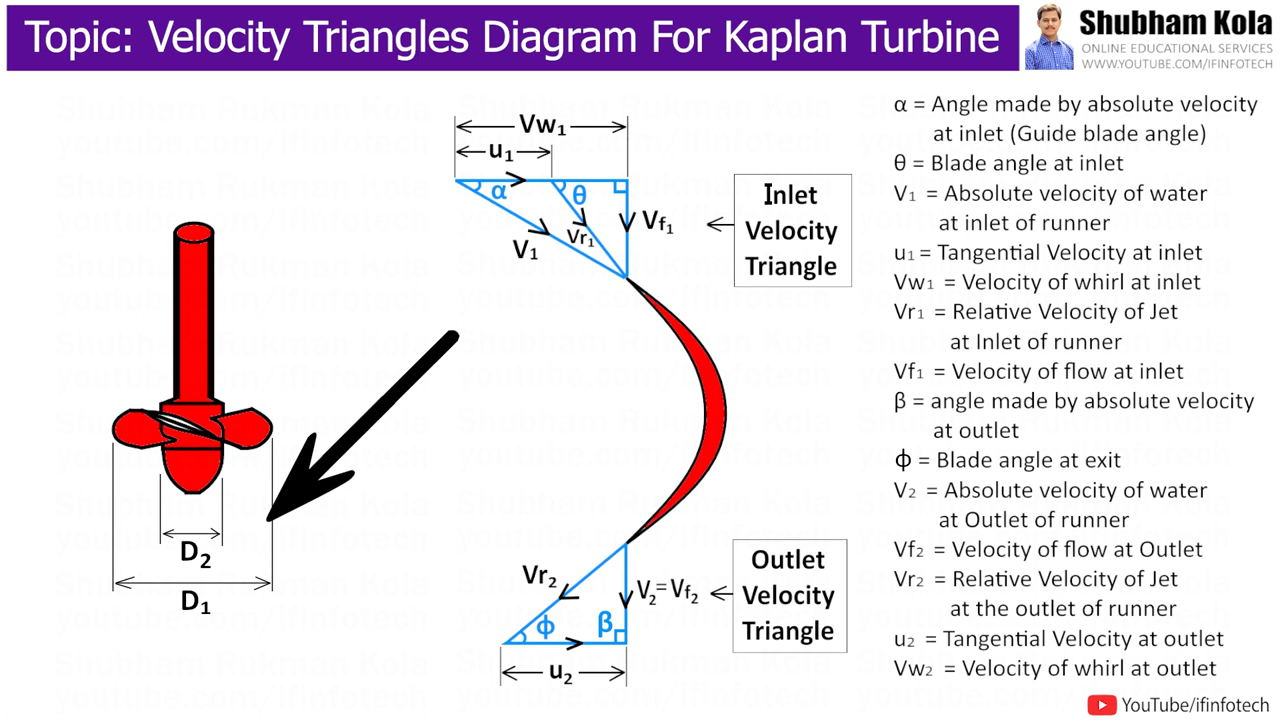 Topic: Velocity Triangles Diagram For Kaplan Turbine
Shubham Kola
ONLINE EDUCATIONAL SERVICES
WWW.YOUTUBE.COM/IFINFOTECH
Shubham Rukman Kola
youtube.com/Ifinfotech
Vw₁
u₁
α
θ
V₁
Vr₁
Vf₁
Inlet
Velocity
Triangle
D₂
D₁
Vr₂
V₂=Vf₂
ϕ
β
u₂
Outlet
Velocity
Triangle
α = Angle made by absolute velocity
at inlet (Guide blade angle)
θ = Blade angle at inlet
V₁ = Absolute velocity of water
at inlet of runner
u₁ = Tangential Velocity at inlet
Vw₁ = Velocity of whirl at inlet
Vr₁ = Relative Velocity of Jet
at Inlet of runner
Vf₁ = Velocity of flow at inlet
β = angle made by absolute velocity
at outlet
ϕ = Blade angle at exit
V₂ = Absolute velocity of water
at Outlet of runner
Vf₂ = Velocity of flow at Outlet
Vr₂ = Relative Velocity of Jet
at the outlet of runner
u₂ = Tangential Velocity at outlet
Vw₂ = Velocity of whirl at outlet
YouTube/ifinfotech